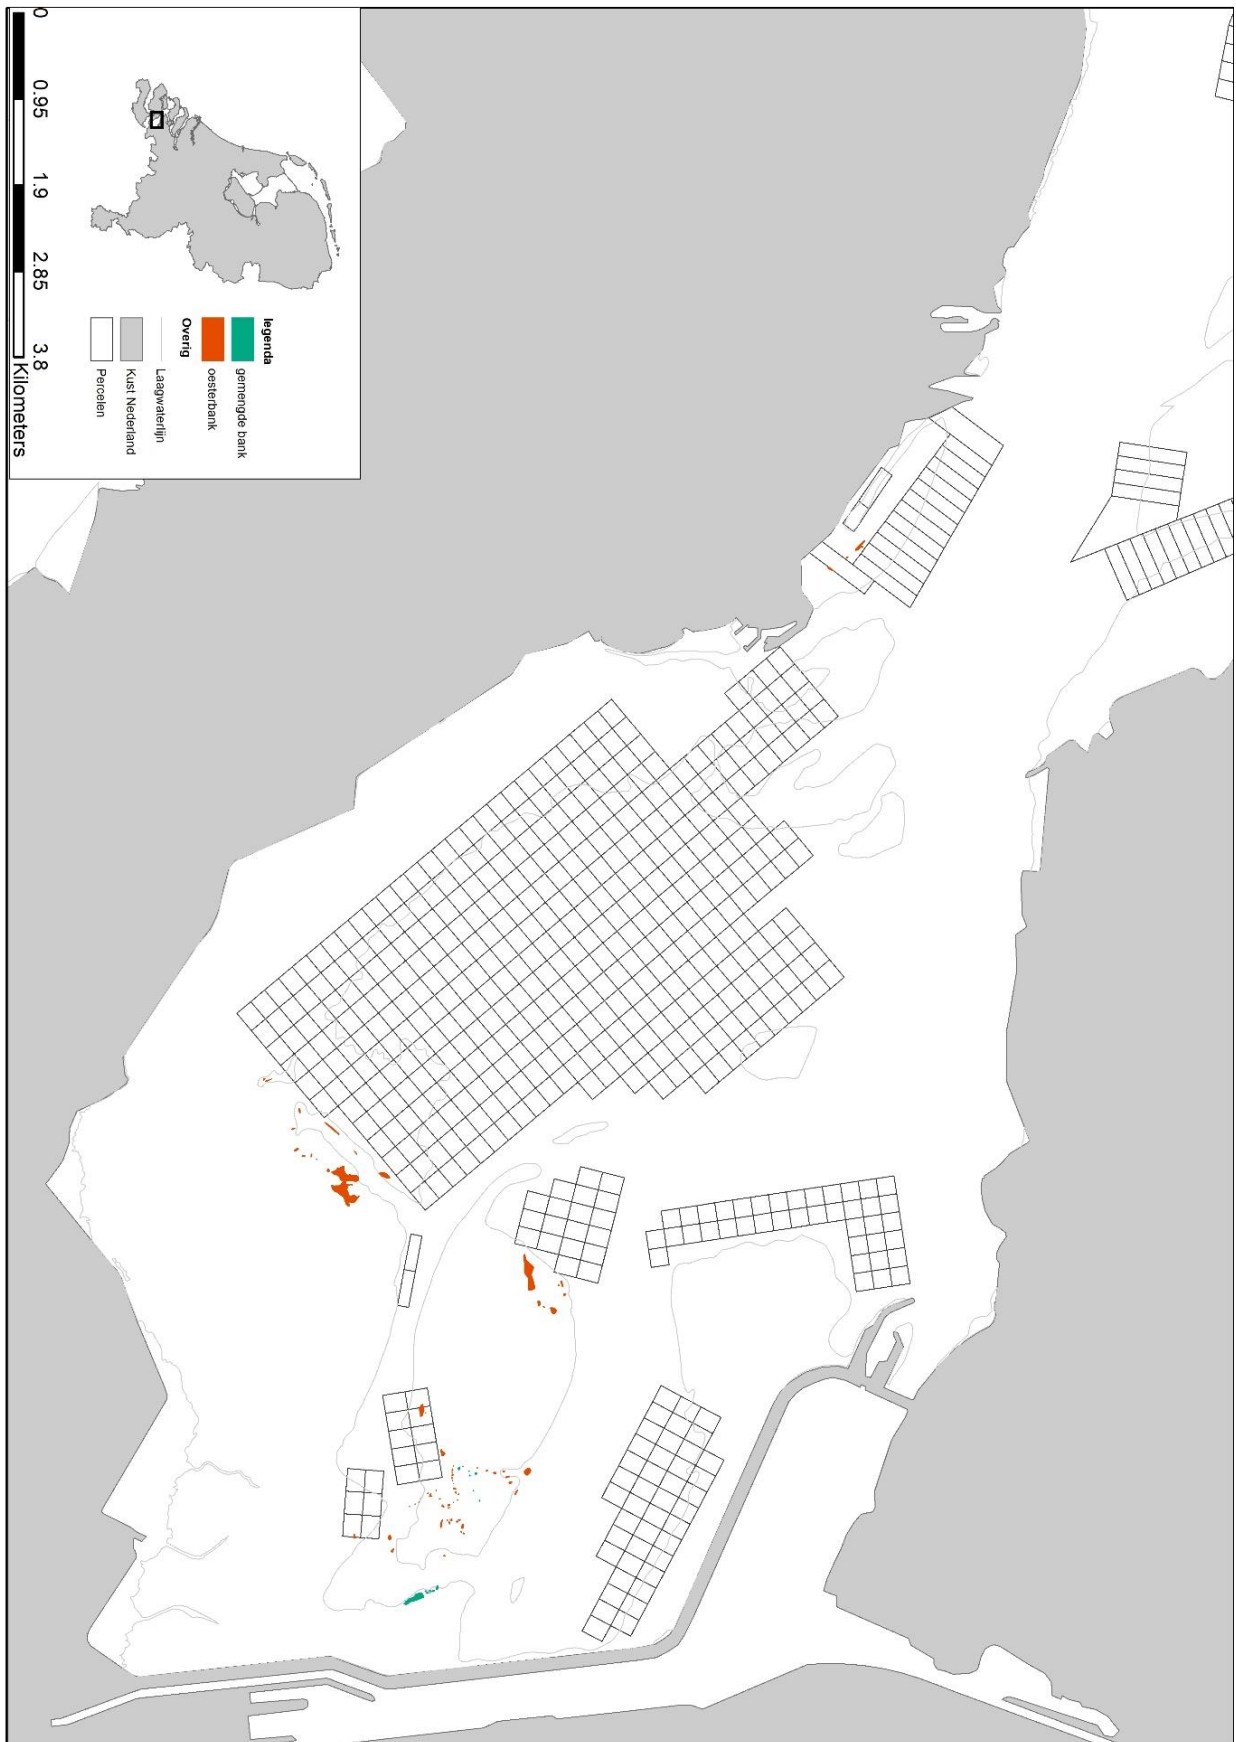 legenda
gemengde bank
oesterbank
Overig
Laagwaterlijn
Kust Nederland
Percelen
0 0.95 1.9 2.85 3.8
Kilometers